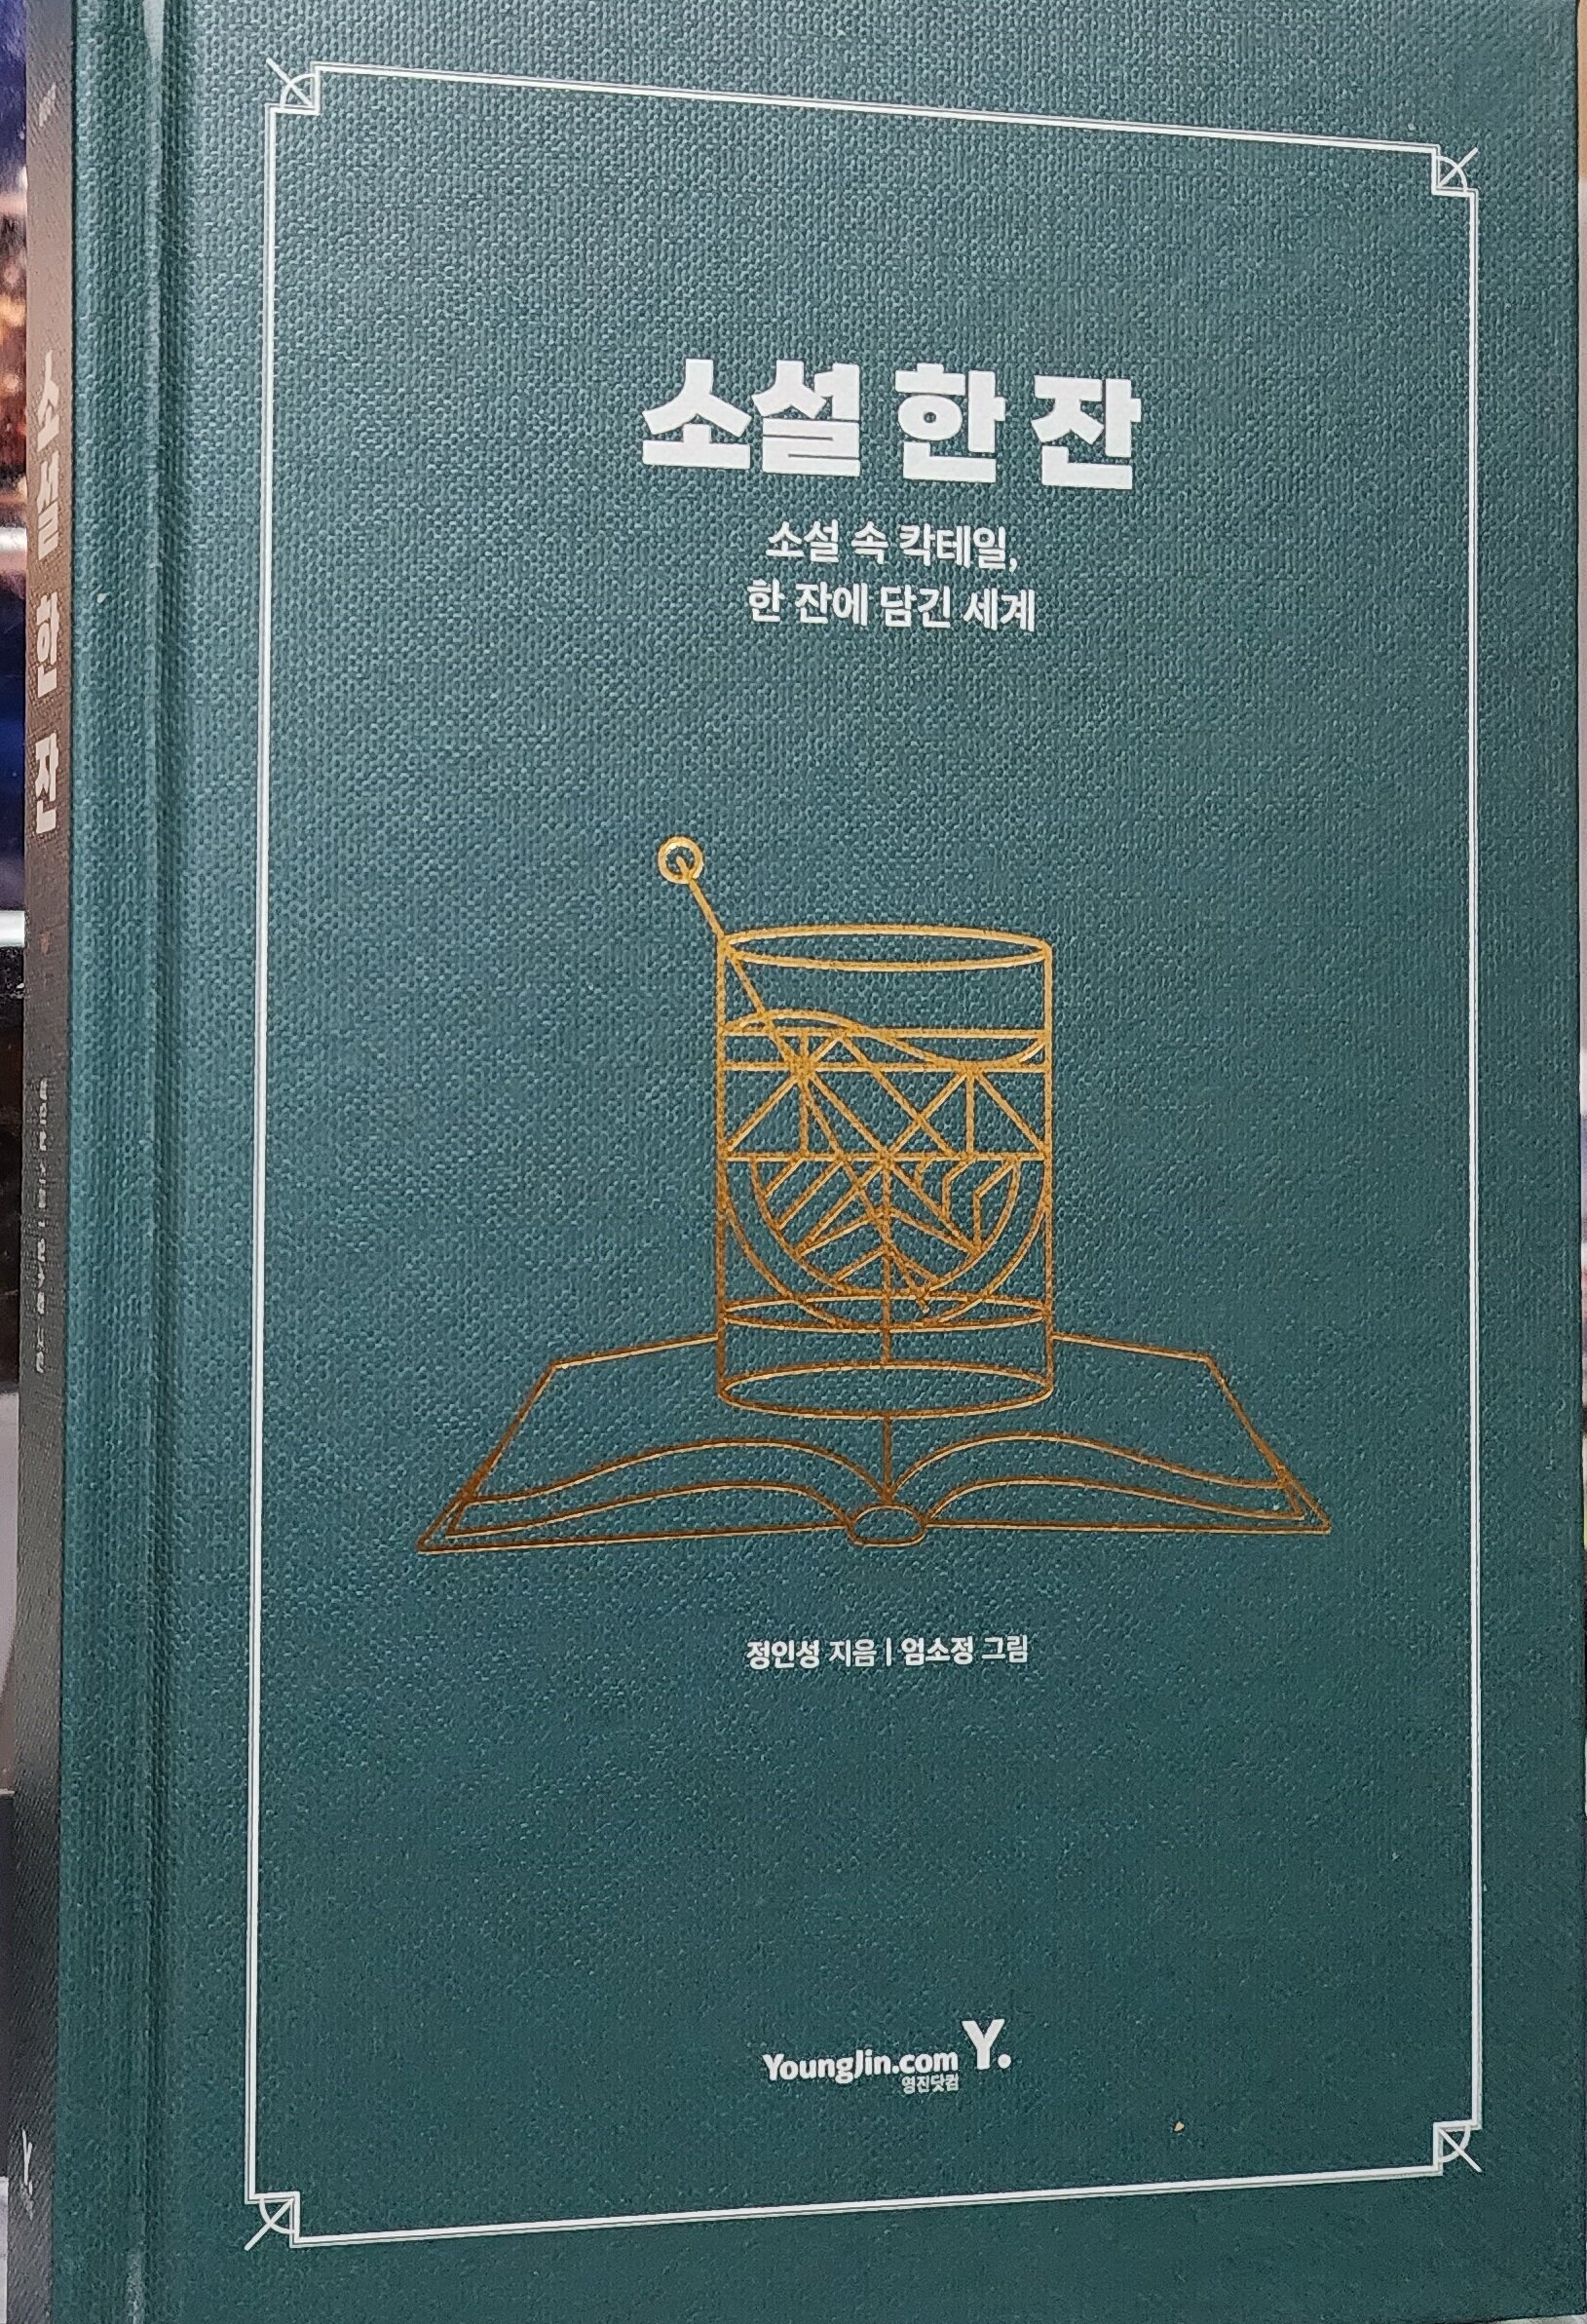 소설 한 잔
소설 속 칵테일,
한 잔에 담긴 세계
정인성 지음 | 엄소정 그림
YoungJin.com Y.
영진닷컴
소설 한 잔